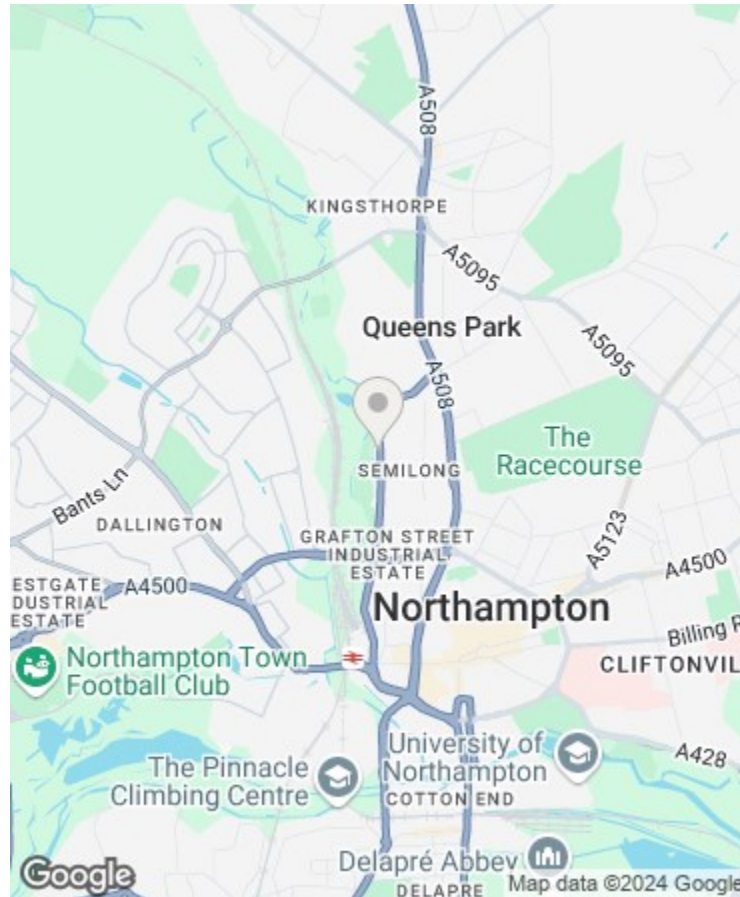 A508
KINGSTHORPE
A5095
Queens Park
A5095
A508
The
Racecourse
SEMILONG
Bants Ln
DALLINGTON
GRAFTON STREET
INDUSTRIAL
ESTATE
A5123
A4500
ESTGATE
DUSTRIAL
ESTATE
A4500
Northampton
Billing R
CLIFTONVIL
Northampton Town
Football Club
University of
Northampton
A428
The Pinnacle
Climbing Centre
COTTON END
Delapré Abbey
DELAPRE
Google
Map data ©2024 Google